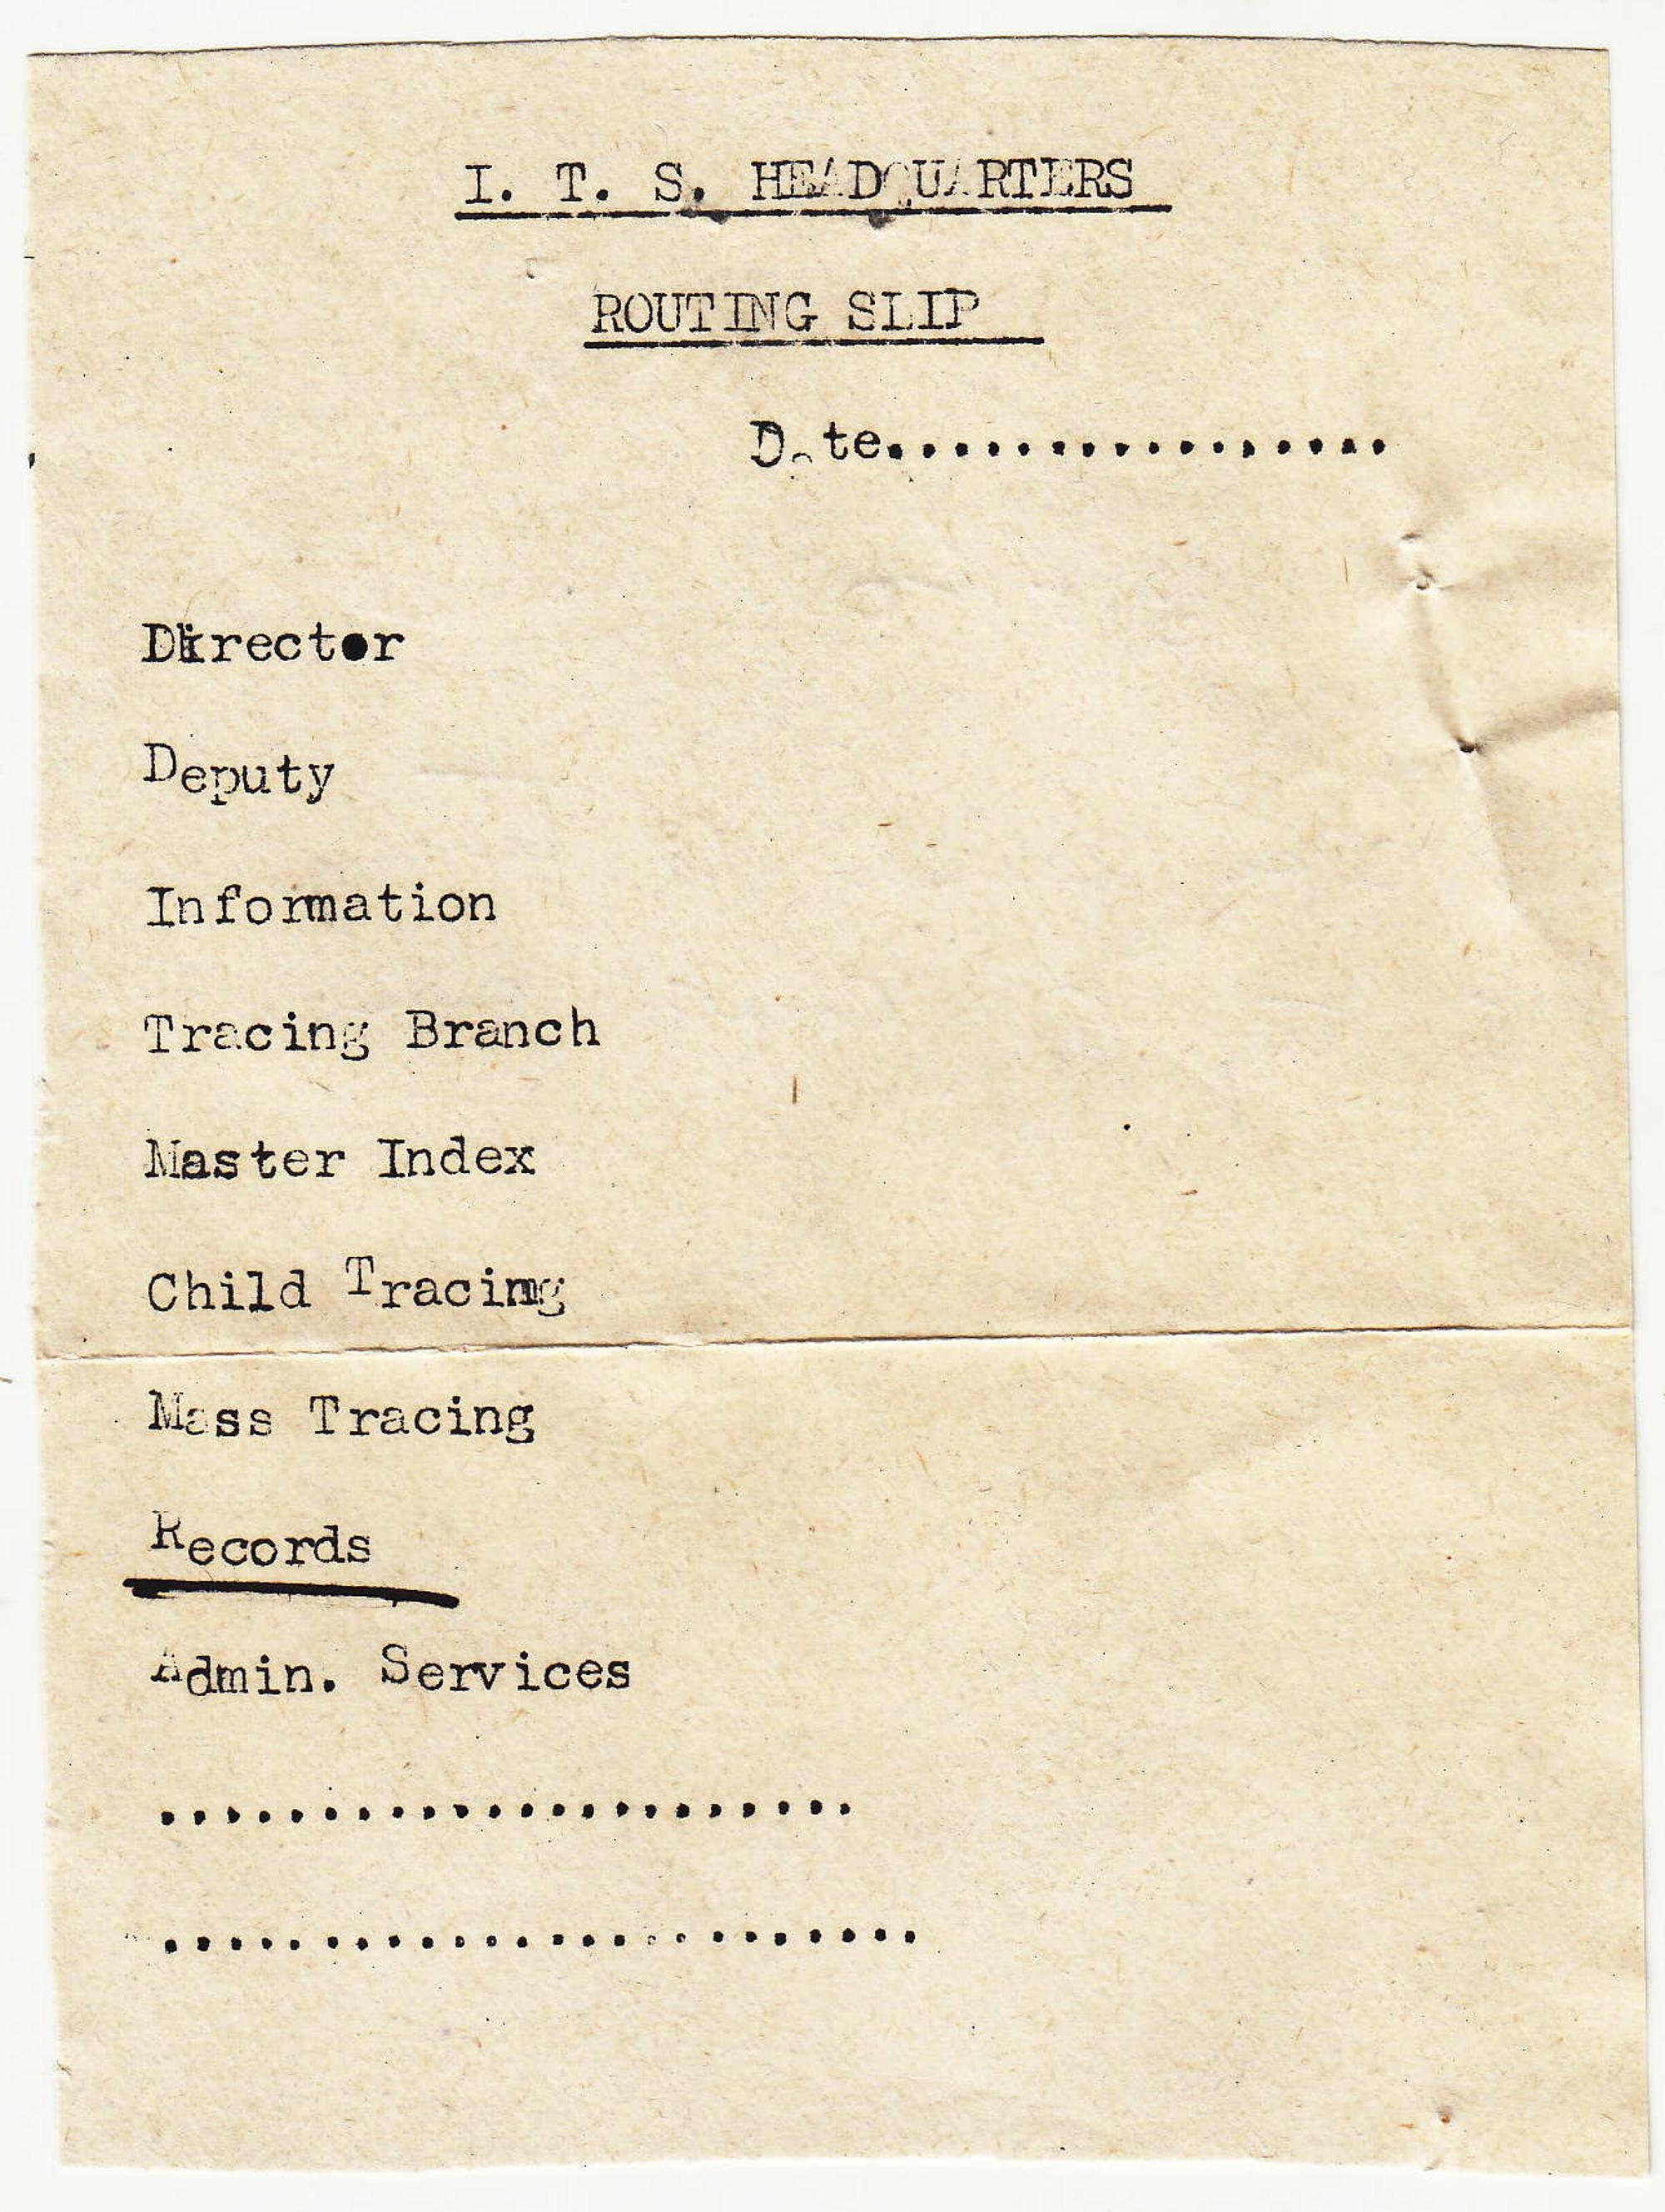 I. T. S. HEADQUARTERS
ROUTING SLIP
Date................
Director
Deputy
Information
Tracing Branch
Master Index
Child Tracing
Mass Tracing
Records
Admin. Services
......................
........................